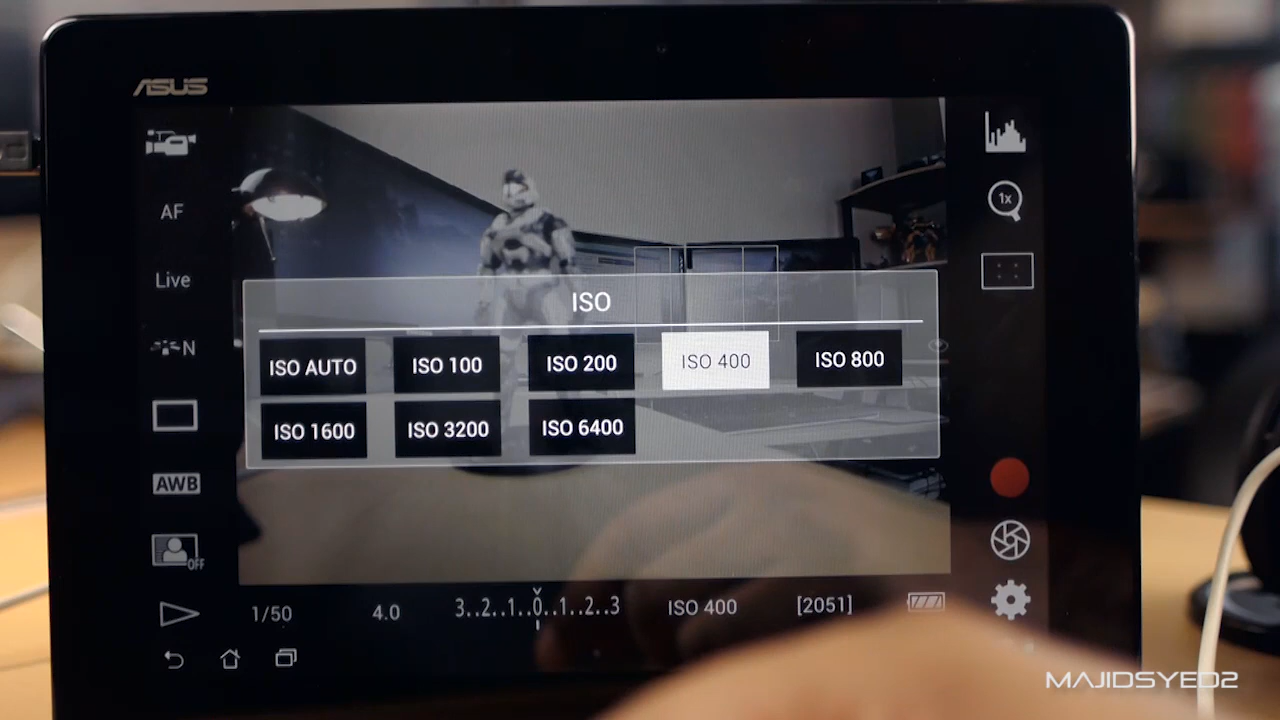 ASUS
AF
1x
Live
ISO
N
ISO AUTO
ISO 100
ISO 200
ISO 400
ISO 800
ISO 1600
ISO 3200
ISO 6400
AWB
OFF
1/50
4.0
3..2..1..0..1..2..3
ISO 400
[2051]
MAJIDSYED2